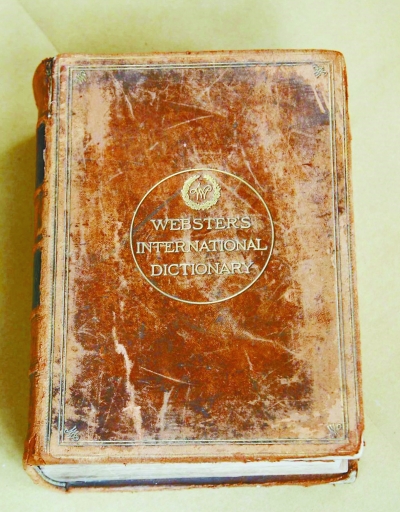 W
WEBSTER'S
INTERNATIONAL
DICTIONARY